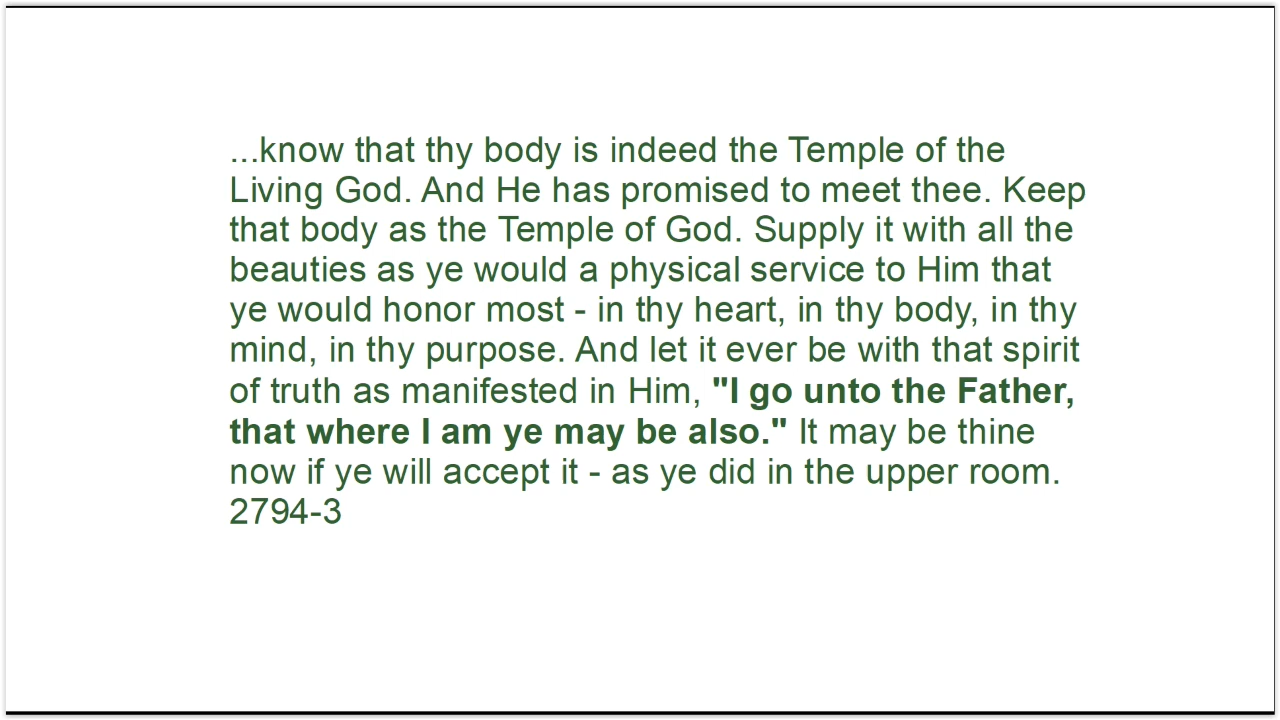 ...know that thy body is indeed the Temple of the
Living God. And He has promised to meet thee. Keep
that body as the Temple of God. Supply it with all the
beauties as ye would a physical service to Him that
ye would honor most - in thy heart, in thy body, in thy
mind, in thy purpose. And let it ever be with that spirit
of truth as manifested in Him, "I go unto the Father,
that where I am ye may be also." It may be thine
now if ye will accept it - as ye did in the upper room.
2794-3